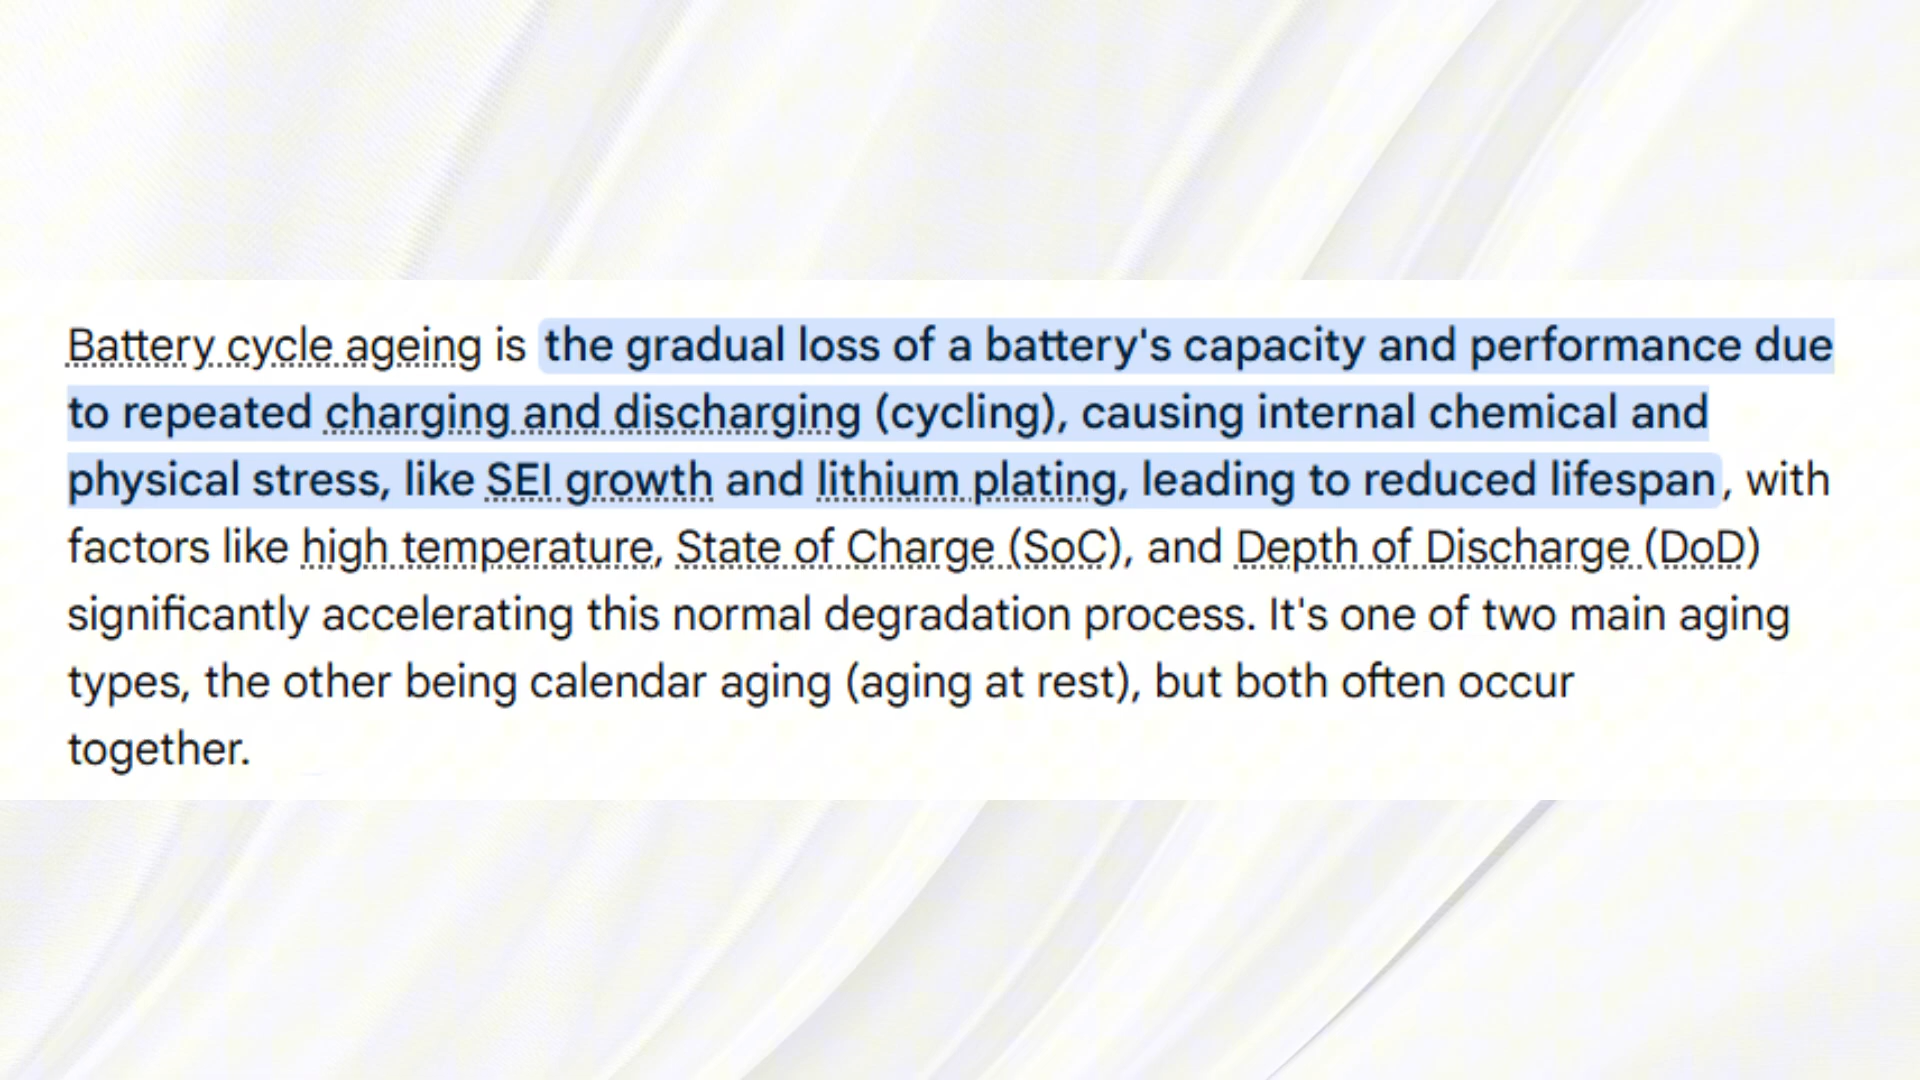 Battery cycle ageing is the gradual loss of a battery's capacity and performance due
to repeated charging and discharging (cycling), causing internal chemical and
physical stress, like SEI growth and lithium plating, leading to reduced lifespan, with
factors like high temperature, State of Charge (SoC), and Depth of Discharge (DoD)
significantly accelerating this normal degradation process. It's one of two main aging
types, the other being calendar aging (aging at rest), but both often occur
together.